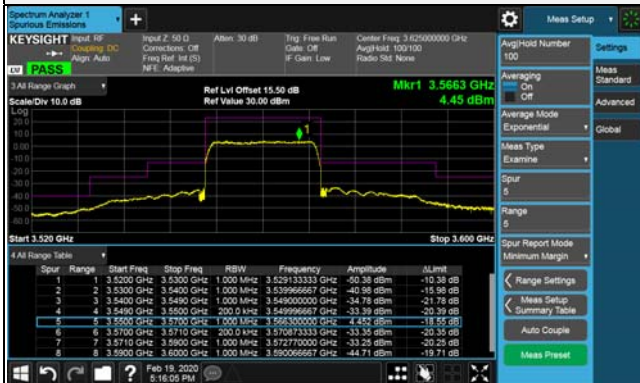 Spectrum Analyzer 1
Spurious Emissions
Meas Setup
KEYSIGHT
Input: RF
Coupling: DC
Align: Auto
Input Z: 50 Ω
Corrections: Off
Freq Ref: Int (S)
NFE: Adaptive
Atten: 30 dB
Trig: Free Run
Gate: Off
IF Gain: Low
Center Freq: 3.625000000 GHz
Avg|Hold: 100/100
Radio Std: None
PASS
3 All Range Graph
Scale/Div 10.0 dB
Ref Lvl Offset 15.50 dB
Ref Value 30.00 dBm
Mkr1 3.5663 GHz
4.45 dBm
Log
20.0
10.0
0.00
-10.0
-20.0
-30.0
-40.0
-50.0
-60.0
1
Start 3.520 GHz
Stop 3.600 GHz
4 All Range Table
Spur Range Start Freq Stop Freq RBW Frequency Amplitude ΔLimit
1 1 3.5200 GHz 3.5300 GHz 1.000 MHz 3.529133333 GHz -50.38 dBm -10.38 dB
2 2 3.5300 GHz 3.5400 GHz 1.000 MHz 3.539966667 GHz -40.98 dBm -15.98 dB
3 3 3.5400 GHz 3.5490 GHz 1.000 MHz 3.549000000 GHz -34.78 dBm -21.78 dB
4 4 3.5490 GHz 3.5500 GHz 200.0 kHz 3.549996667 GHz -33.39 dBm -20.39 dB
5 5 3.5500 GHz 3.5700 GHz 1.000 MHz 3.566300000 GHz 4.452 dBm -18.55 dB
6 6 3.5700 GHz 3.5710 GHz 200.0 kHz 3.570873333 GHz -33.35 dBm -20.35 dB
7 7 3.5710 GHz 3.5900 GHz 1.000 MHz 3.572770000 GHz -33.25 dBm -20.25 dB
8 8 3.5900 GHz 3.6000 GHz 1.000 MHz 3.590066667 GHz -44.71 dBm -19.71 dB
Avg|Hold Number
100
Averaging
On
Off
Average Mode
Exponential
Meas Type
Examine
Spur
5
Range
5
Spur Report Mode
Minimum Margin
Range Settings
Meas Setup
Summary Table
Auto Couple
Meas Preset
Settings
Meas
Standard
Advanced
Global
Feb 19, 2020
5:16:05 PM